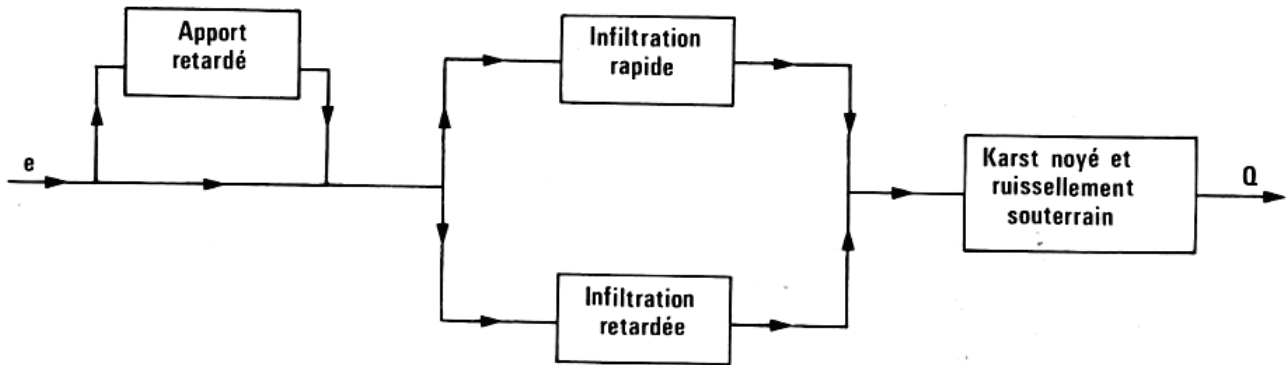 Apport
retardé
Infiltration
rapide
e
Karst noyé et
ruissellement
souterrain
Q
Infiltration
retardée